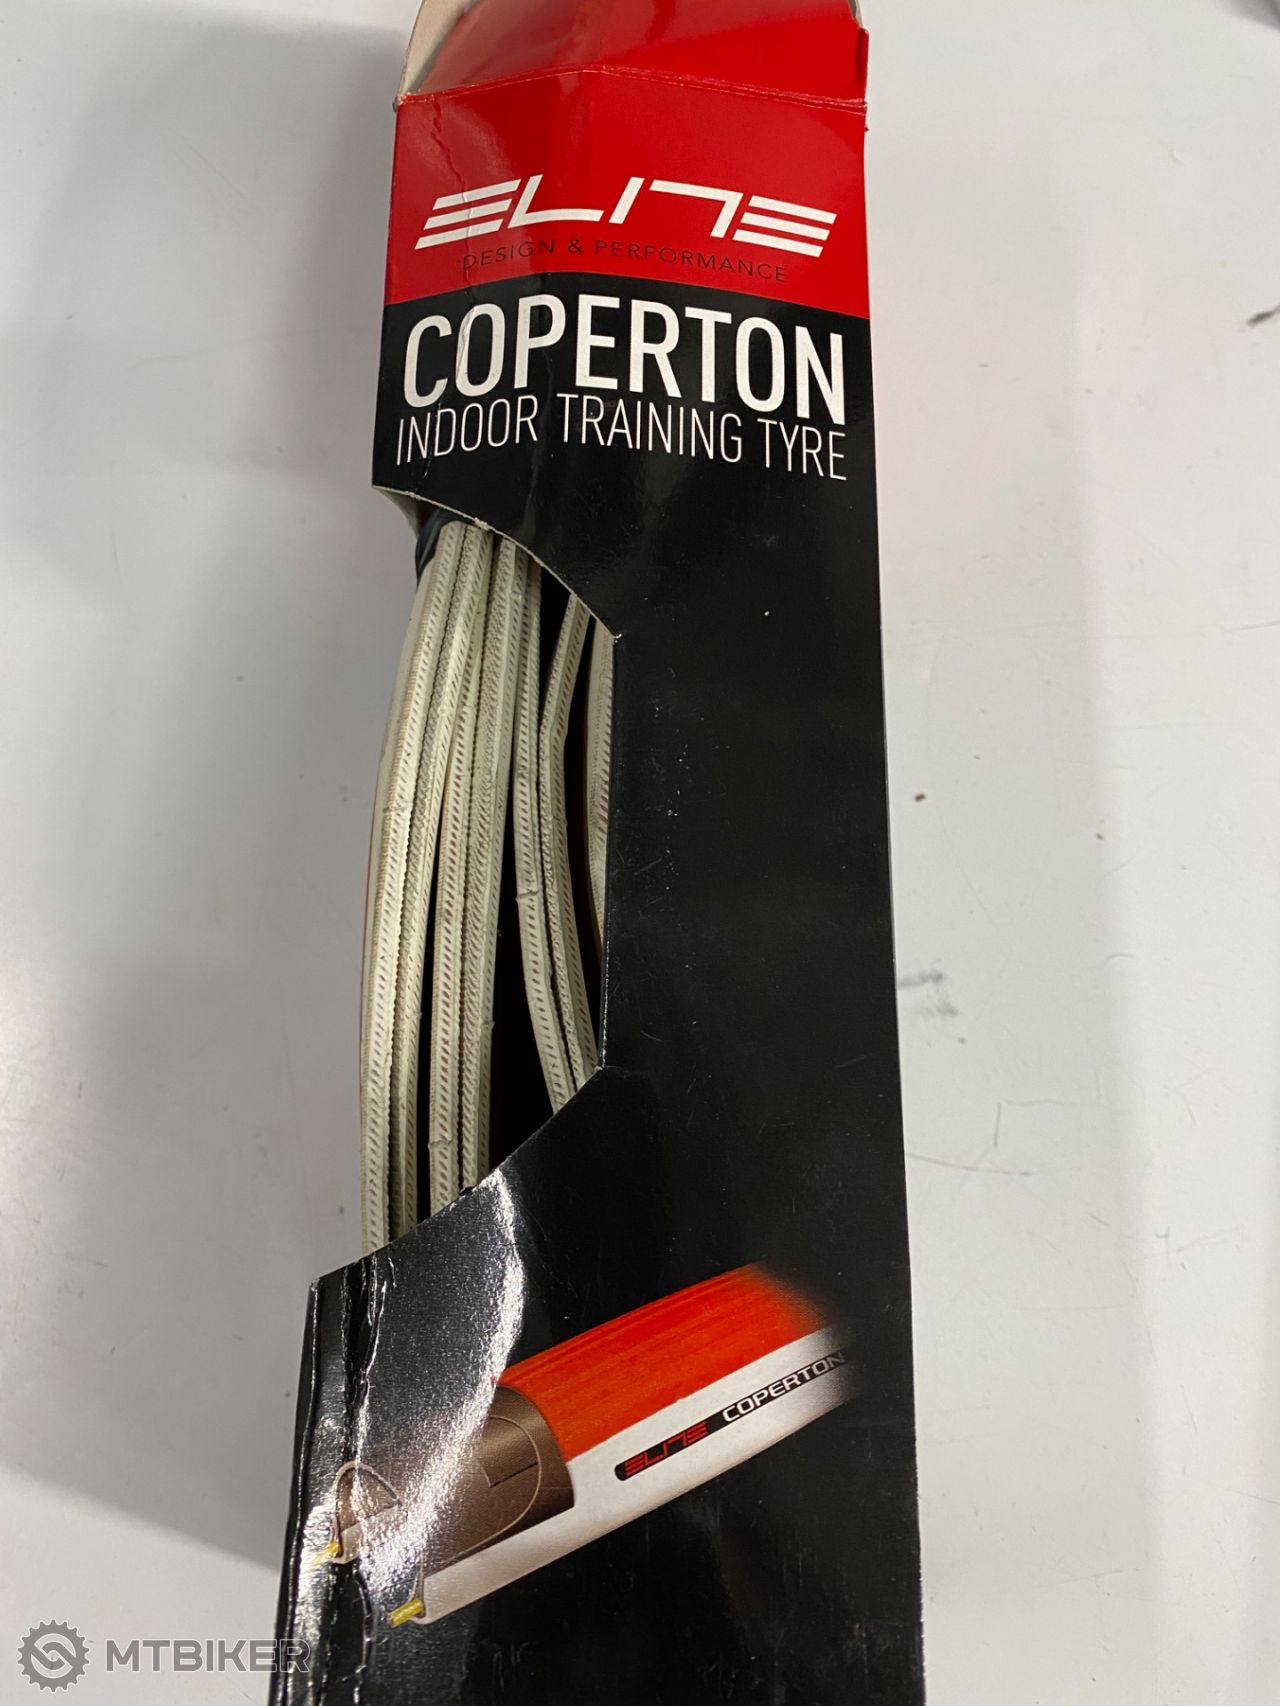 ELITE
DESIGN & PERFORMANCE
COPERTON
INDOOR TRAINING TYRE
ELITE COPERTON
MTBIKER